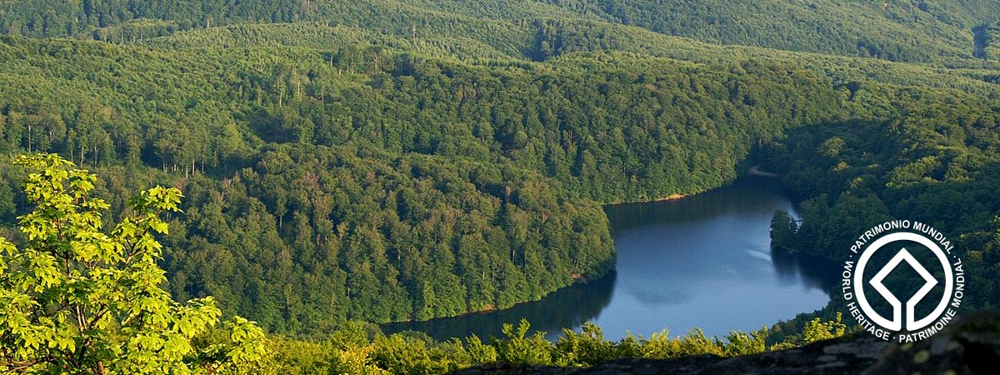 WORLD HERITAGE · PATRIMONIO MUNDIAL · PATRIMOINE MONDIAL ·